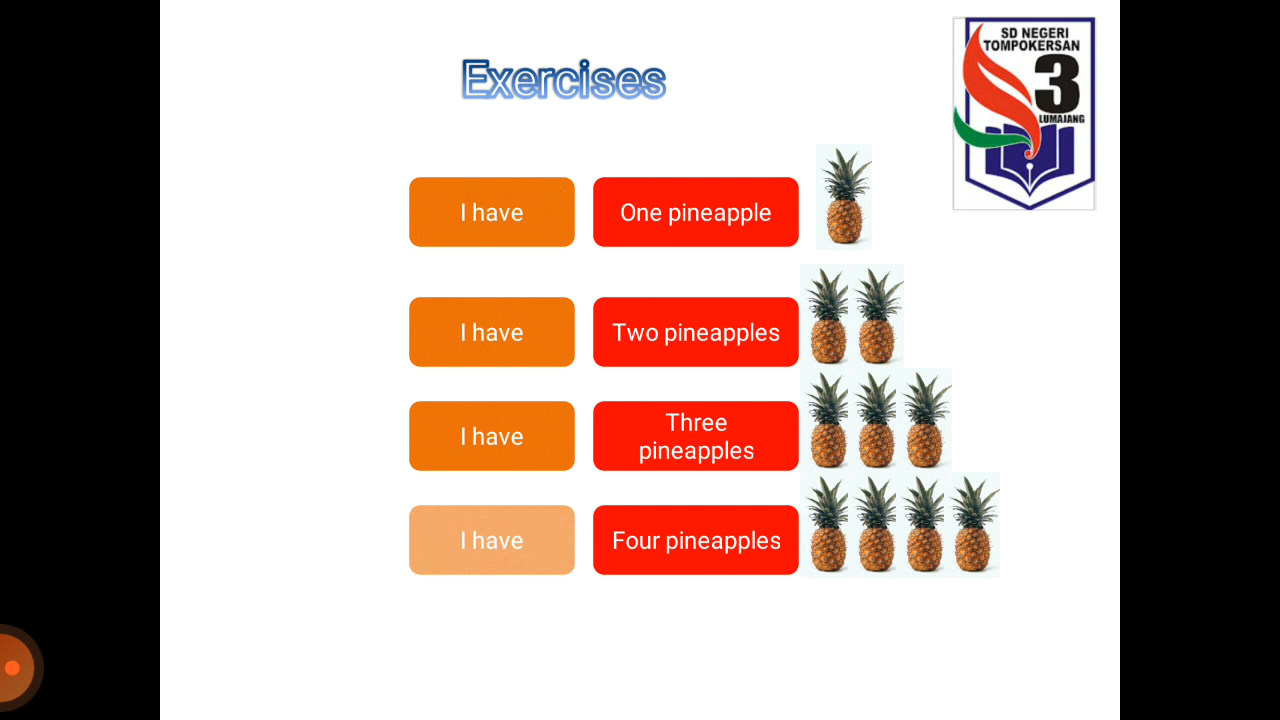 Exercises
SD NEGERI
TOMPOKERSAN
3
LUMAJANG
I have
One pineapple
I have
Two pineapples
I have
Three
pineapples
I have
Four pineapples